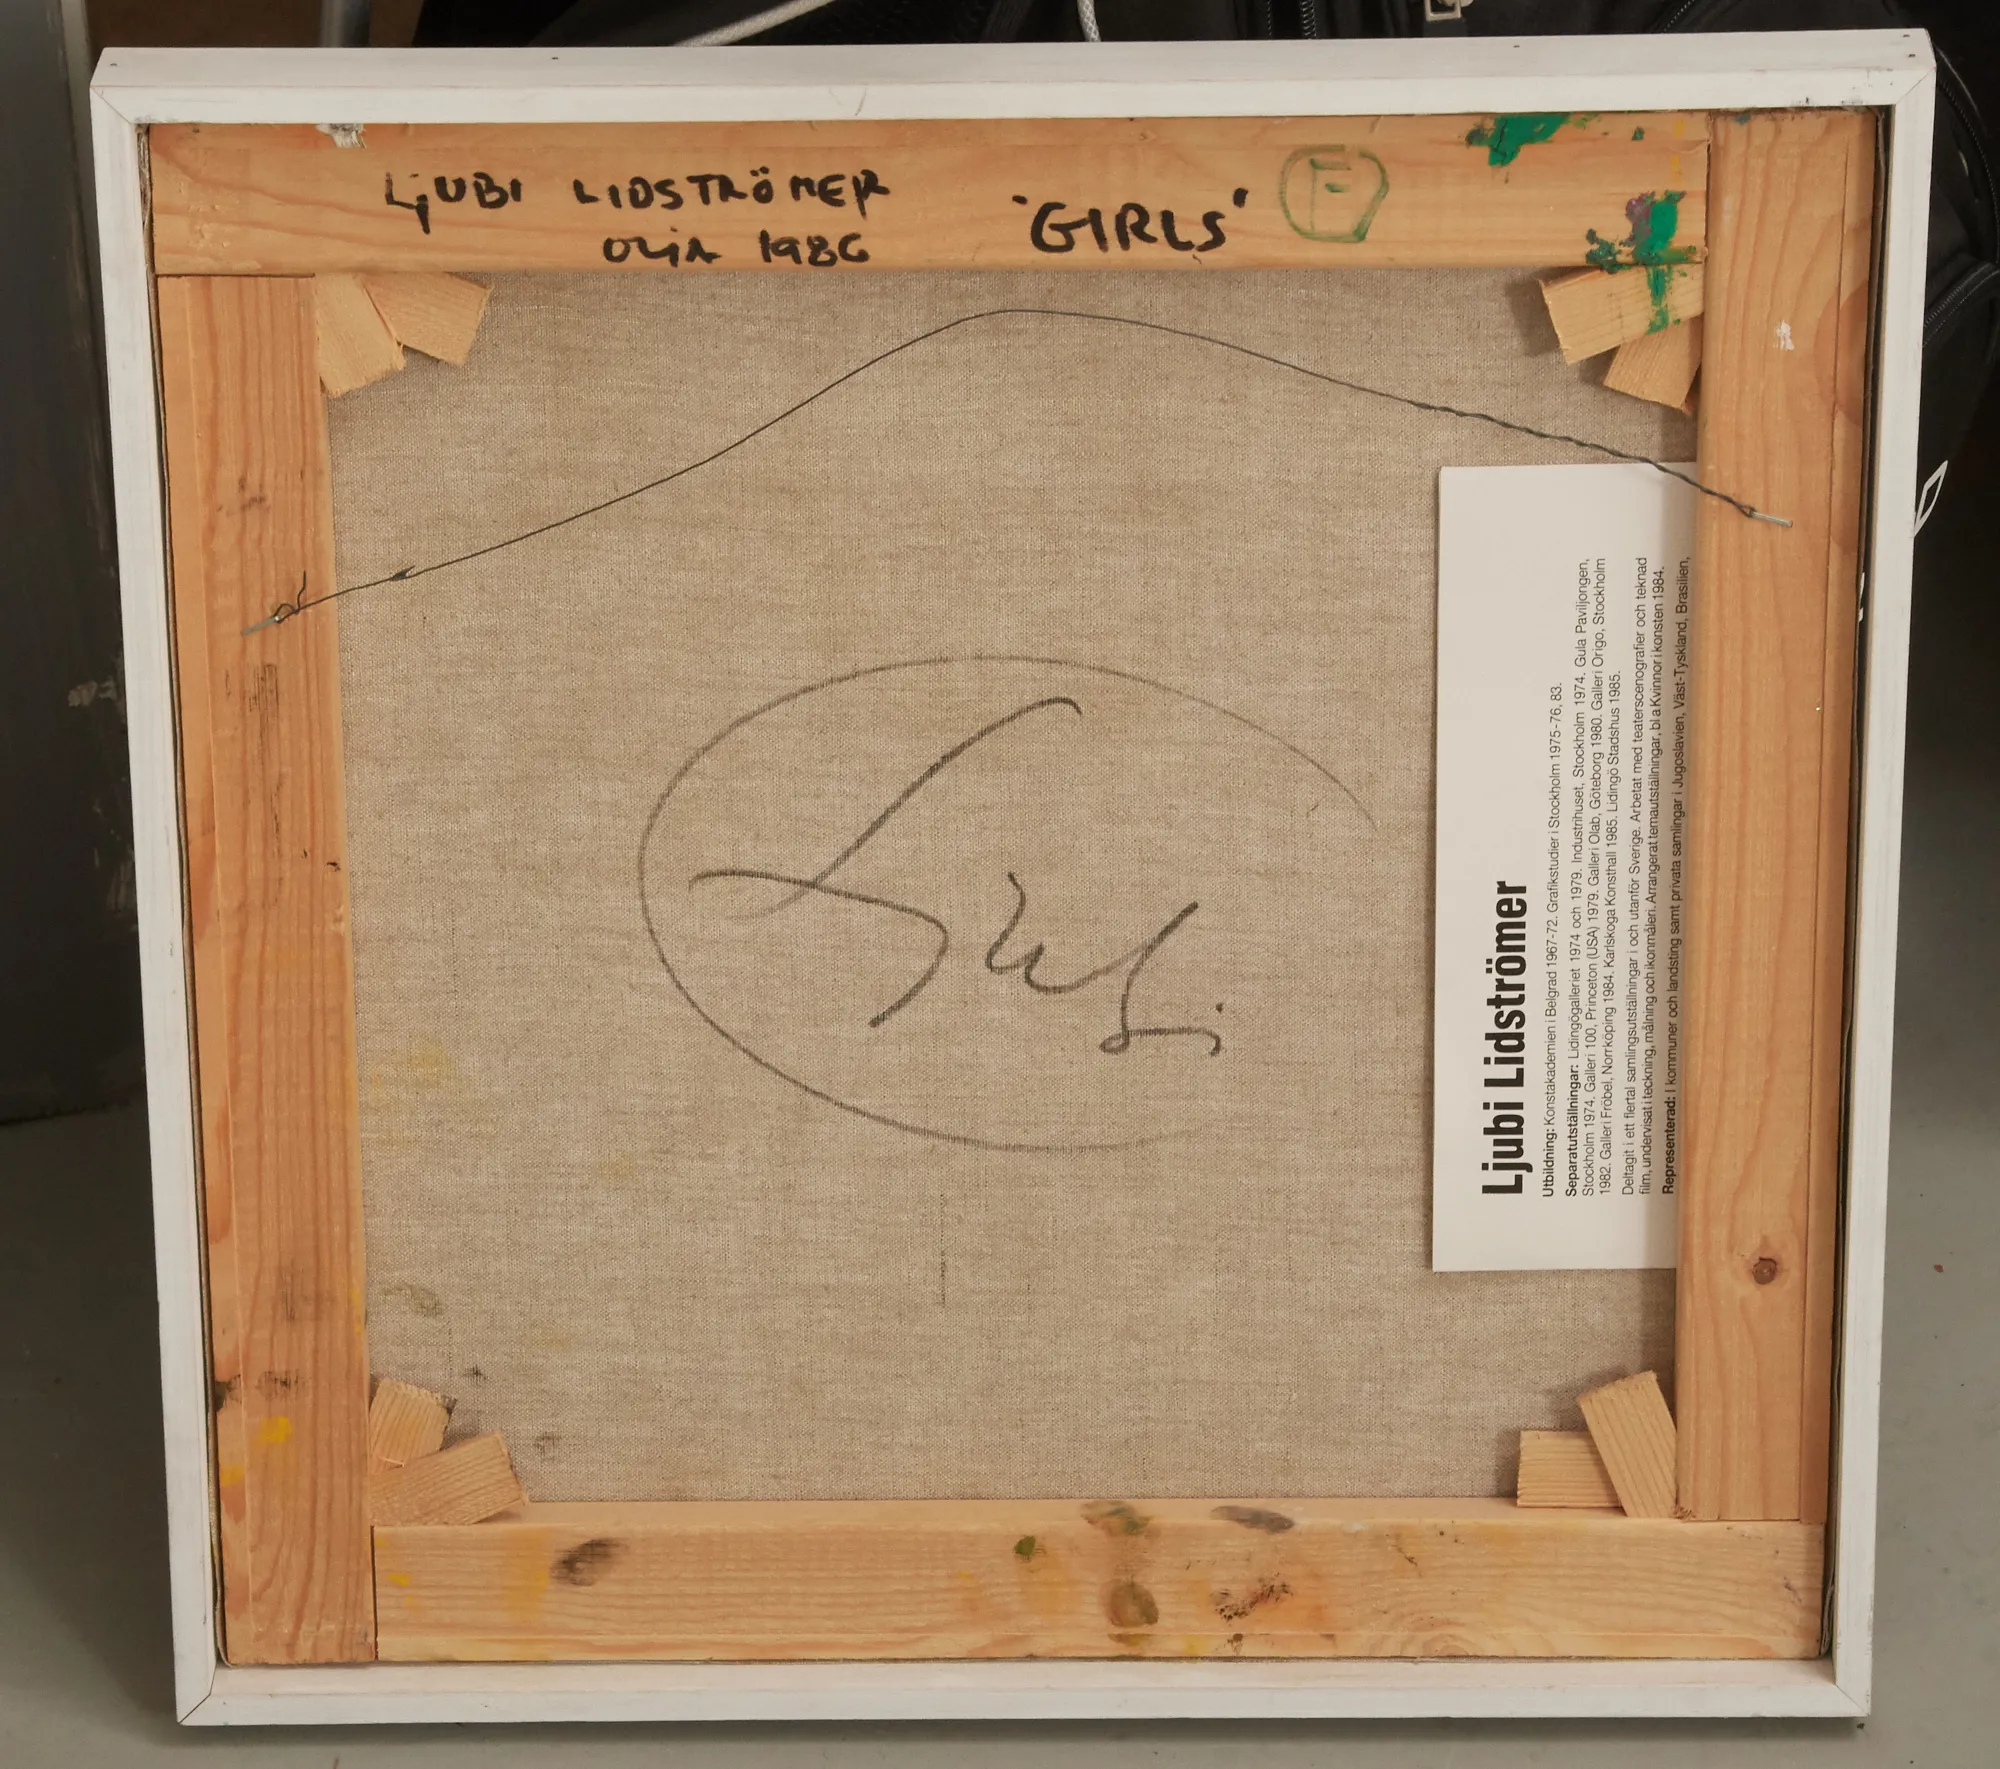 LJUBI LIDSTRÖMER
OLJA 1986
'GIRLS'
F
Ljubi.
Ljubi Lidströmer
Utbildning: Konstakademien i Belgrad 1967-72. Grafikstudier i Stockholm 1975-76, 83.
Separatutställningar: Lidingögalleriet 1974 och 1979. Industrihuset, Stockholm 1974. Gula Paviljongen,
Stockholm 1974. Galleri 100, Princeton (USA) 1979. Galleri Olab, Göteborg 1980. Galleri Origo, Stockholm
1982. Galleri Fröbel, Norrköping 1984. Karlskoga Konsthall 1985. Lidingö Stadshus 1985.
Deltagit i ett flertal samlingsutställningar i och utanför Sverige. Arbetat med teaterscenografier och teknad
film, undervisat i teckning, målning och ikonmåleri. Arrangerat temautställningar, bl a Kvinnor i konsten 1984.
Representerad: I kommuner och landsting samt privata samlingar i Jugoslavien, Väst-Tyskland, Brasilien,